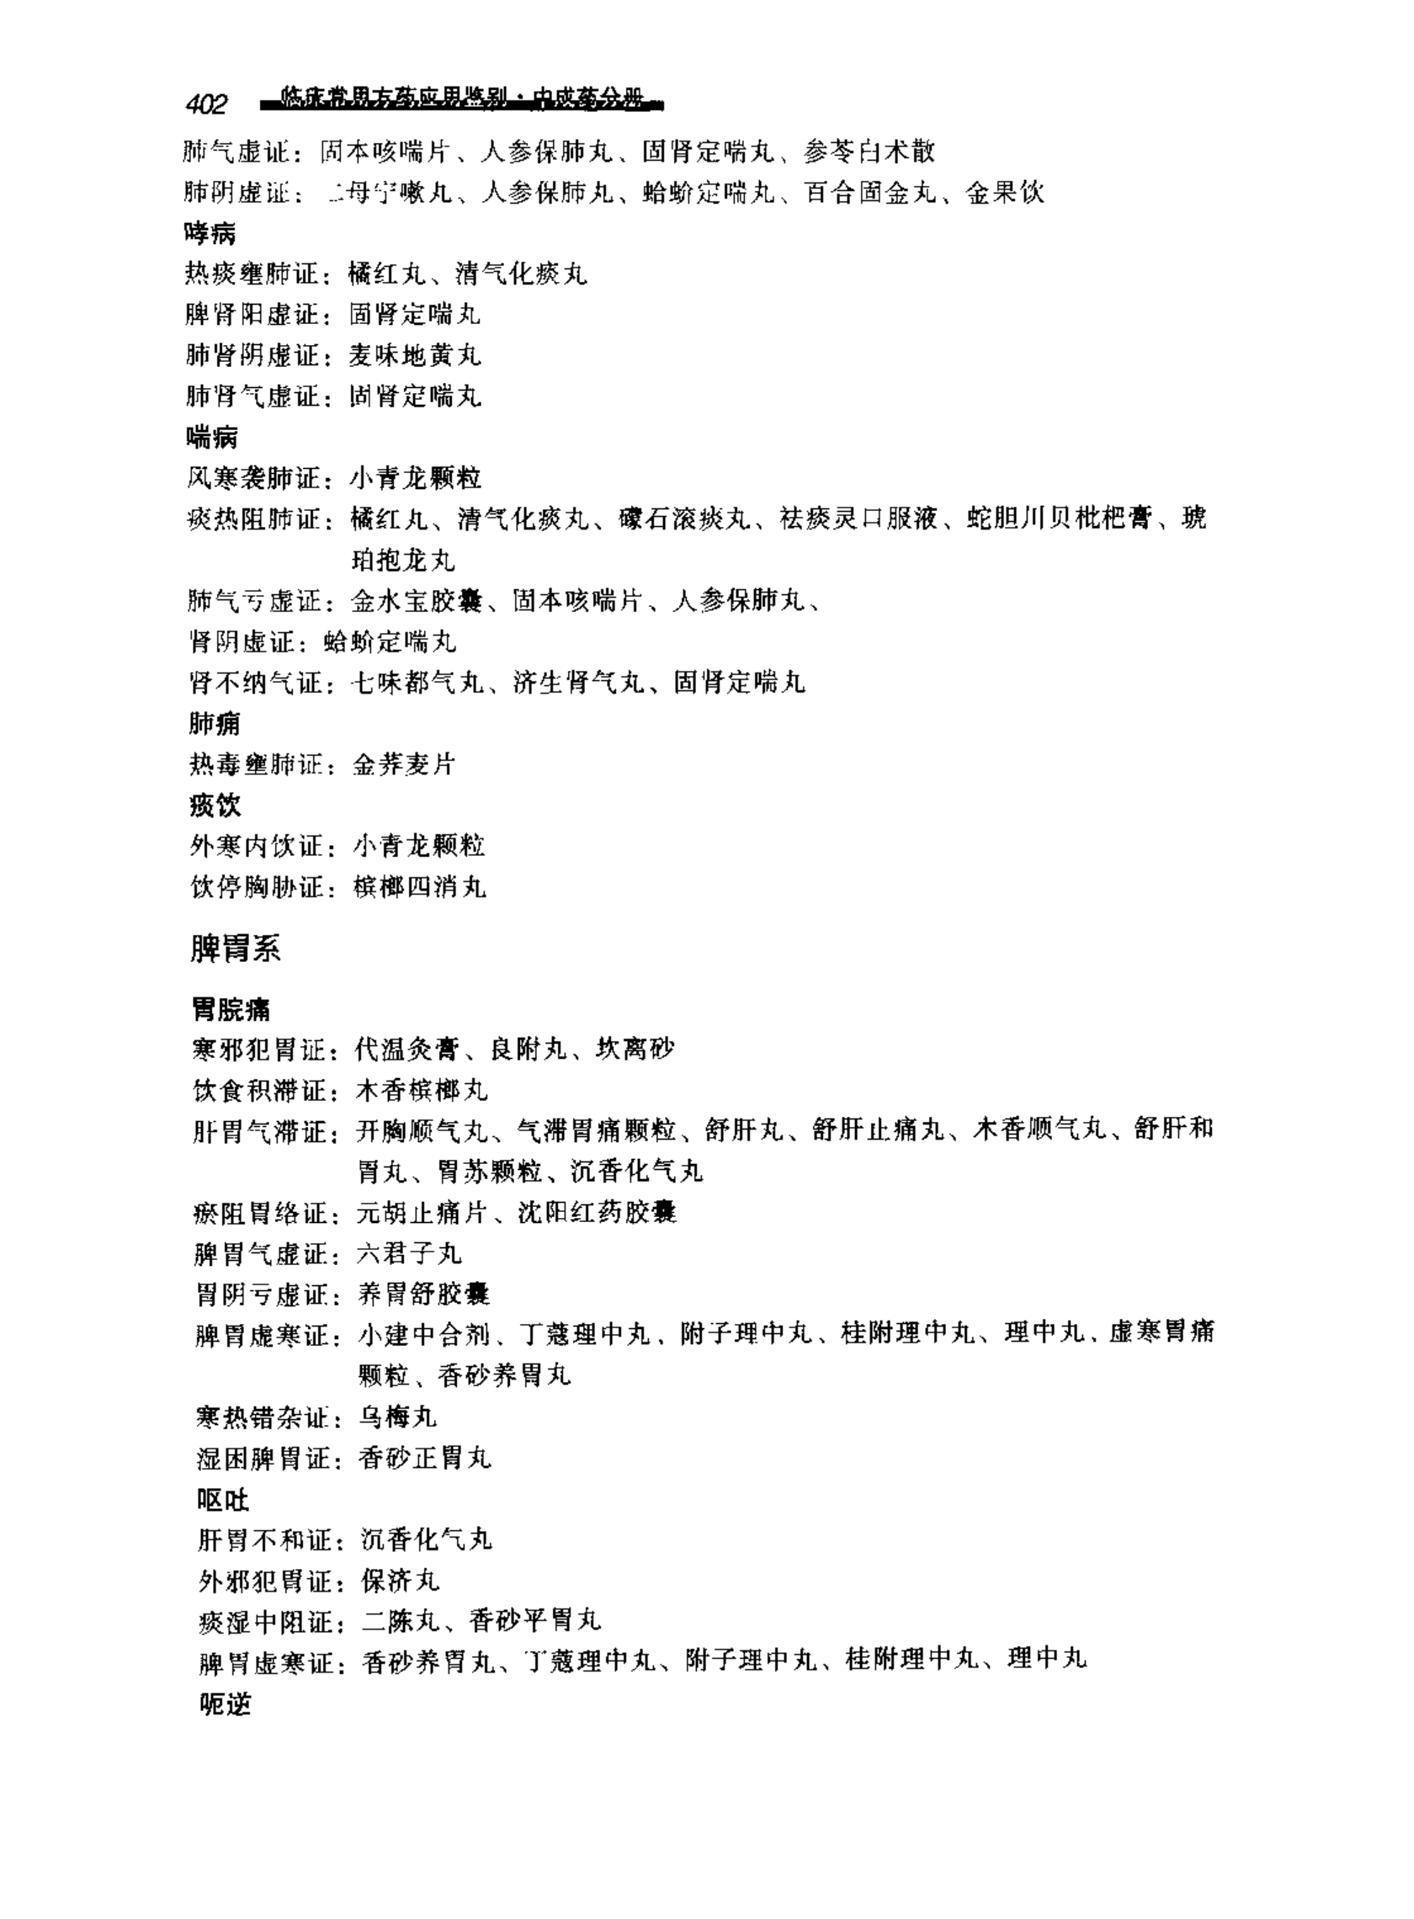 402 临床常用方药应用鉴别·中成药分册
肺气虚证：固本咳喘片、人参保肺丸、固肾定喘丸、参苓白术散
肺阴虚证：二母宁嗽丸、人参保肺丸、蛤蚧定喘丸、百合固金丸、金果饮
哮病
热痰壅肺证：橘红丸、清气化痰丸
脾肾阳虚证：固肾定喘丸
肺肾阴虚证：麦味地黄丸
肺肾气虚证：固肾定喘丸
喘病
风寒袭肺证：小青龙颗粒
痰热阻肺证：橘红丸、清气化痰丸、礞石滚痰丸、祛痰灵口服液、蛇胆川贝枇杷膏、琥
珀抱龙丸
肺气亏虚证：金水宝胶囊、固本咳喘片、人参保肺丸、
肾阴虚证：蛤蚧定喘丸
肾不纳气证：七味都气丸、济生肾气丸、固肾定喘丸
肺痈
热毒壅肺证：金荞麦片
痰饮
外寒内饮证：小青龙颗粒
饮停胸胁证：槟榔四消丸
脾胃系
胃脘痛
寒邪犯胃证：代温灸膏、良附丸、坎离砂
饮食积滞证：木香槟榔丸
肝胃气滞证：开胸顺气丸、气滞胃痛颗粒、舒肝丸、舒肝止痛丸、木香顺气丸、舒肝和
胃丸、胃苏颗粒、沉香化气丸
瘀阻胃络证：元胡止痛片、沈阳红药胶囊
脾胃气虚证：六君子丸
胃阴亏虚证：养胃舒胶囊
脾胃虚寒证：小建中合剂、丁蔻理中丸、附子理中丸、桂附理中丸、理中丸、虚寒胃痛
颗粒、香砂养胃丸
寒热错杂证：乌梅丸
湿困脾胃证：香砂正胃丸
呕吐
肝胃不和证：沉香化气丸
外邪犯胃证：保济丸
痰湿中阻证：二陈丸、香砂平胃丸
脾胃虚寒证：香砂养胃丸、丁蔻理中丸、附子理中丸、桂附理中丸、理中丸
呃逆